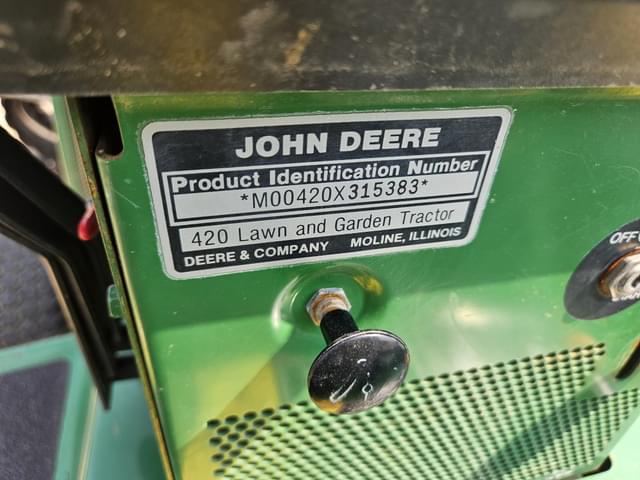 JOHN DEERE
Product Identification Number
*M00420X315383*
420 Lawn and Garden Tractor
DEERE & COMPANY MOLINE, ILLINOIS
OFF